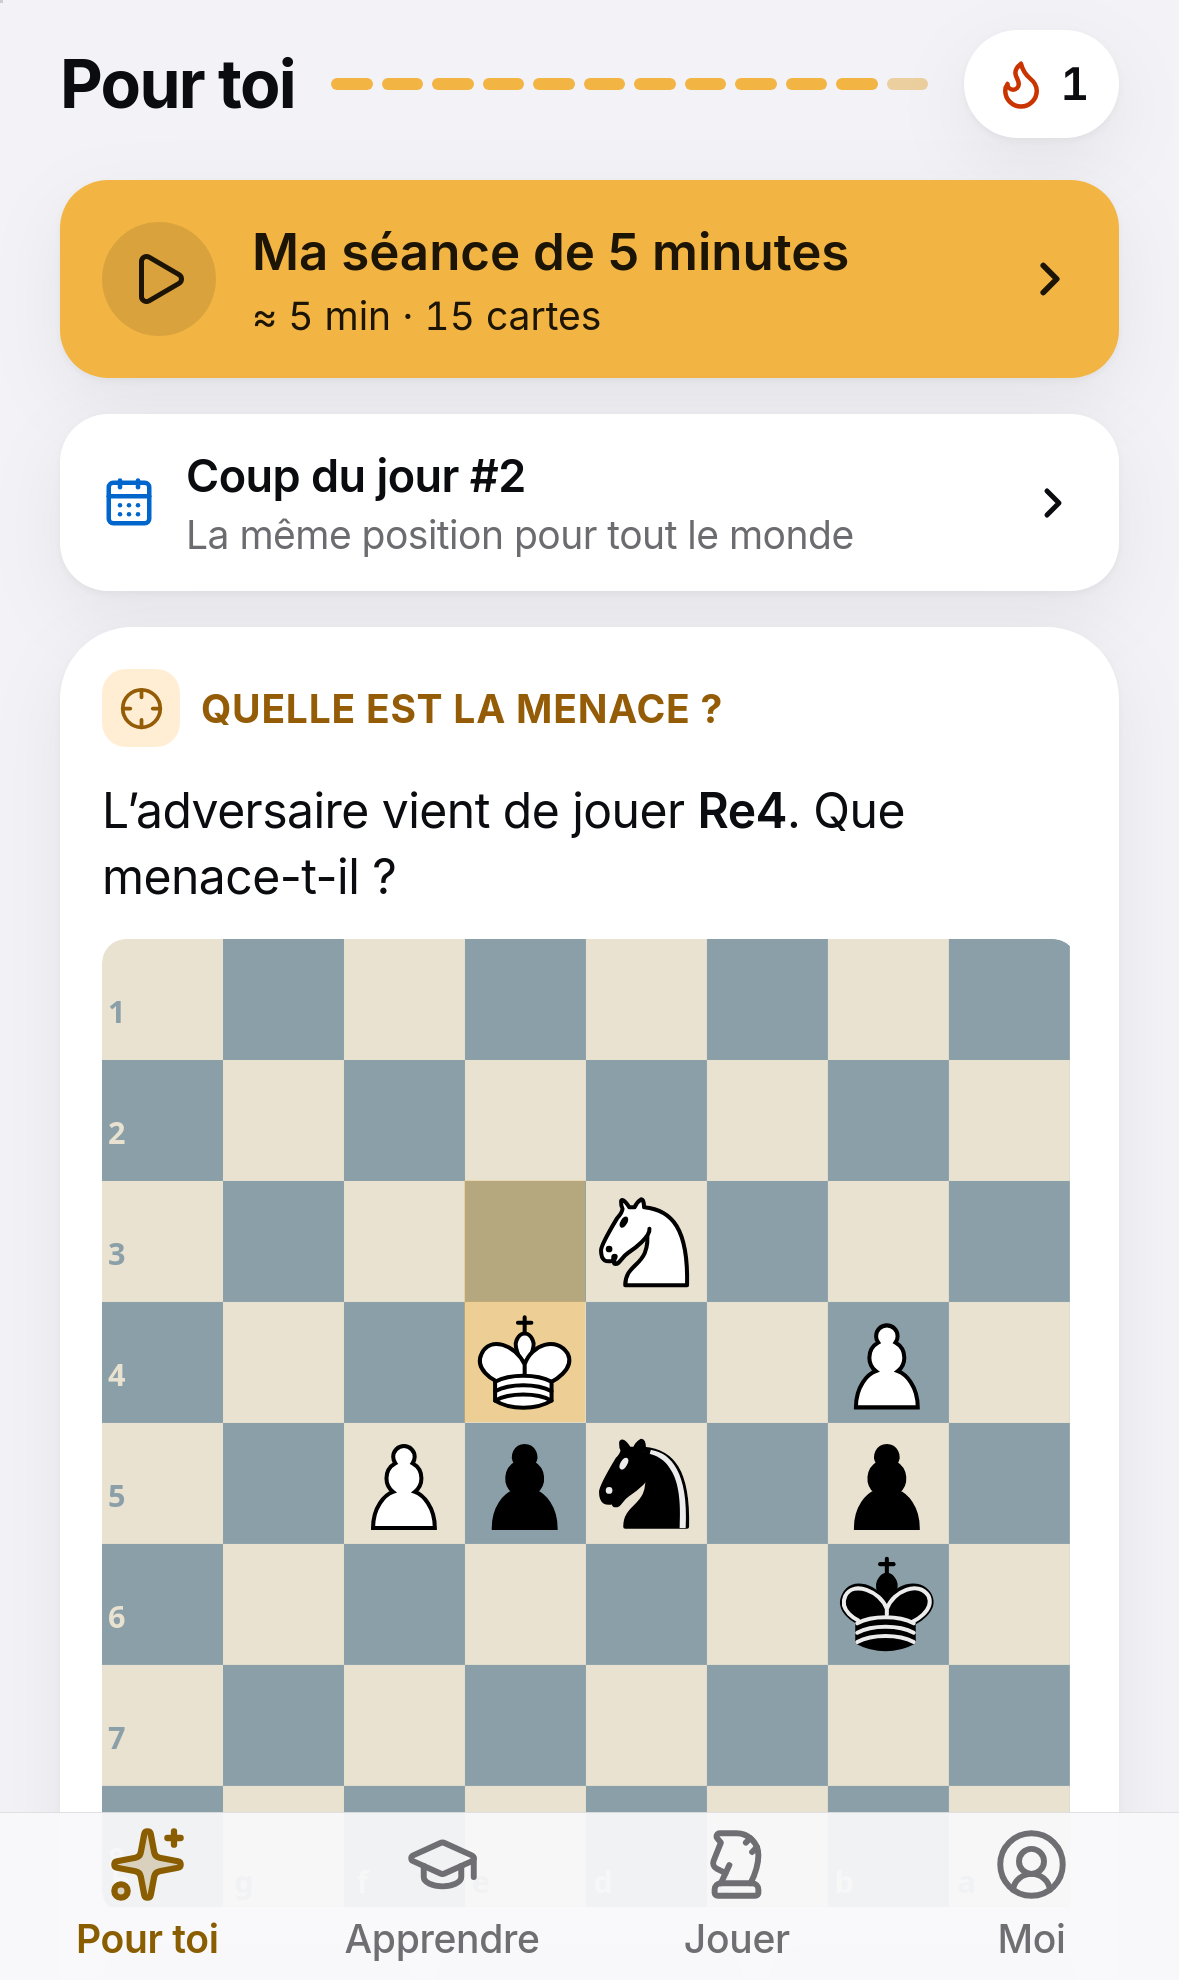 Pour toi
1
Ma séance de 5 minutes
≈ 5 min · 15 cartes
Coup du jour #2
La même position pour tout le monde
QUELLE EST LA MENACE ?
L’adversaire vient de jouer Re4. Que
menace-t-il ?
1
2
3
4
5
6
7
g f e d b a
Pour toi Apprendre Jouer Moi